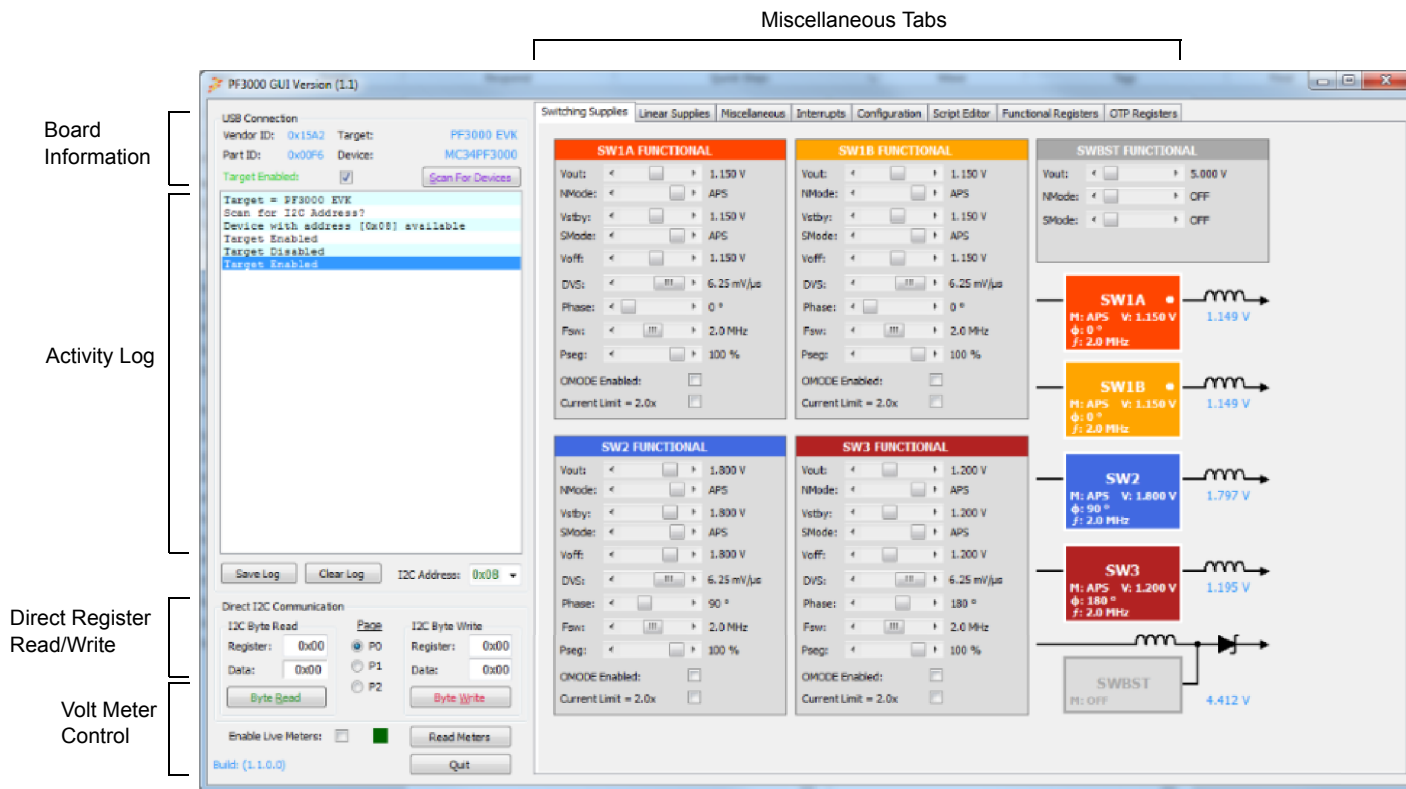 Miscellaneous Tabs
PF3000 GUI Version (1.1)
Board
Information
Activity Log
Direct Register
Read/Write
Volt Meter
Control
USB Connection
Vendor ID: 0x15A2 Target: PF3000 EVK
Part ID: 0x00F6 Device: MC34PF3000
Target Enabled: Scan For Devices
Target = PF3000 EVK
Scan for I2C Address?
Device with address [0x08] available
Target Enabled
Target Disabled
Target Enabled
Save Log Clear Log I2C Address: 0x08
Direct I2C Communication
I2C Byte Read Page I2C Byte Write
Register: 0x00 P0 Register: 0x00
Data: 0x00 P1 Data: 0x00
P2
Byte Read Byte Write
Enable Live Meters: Read Meters
Build: (1.1.0.0) Quit
Switching Supplies Linear Supplies Miscellaneous Interrupts Configuration Script Editor Functional Registers OTP Registers
SW1A FUNCTIONAL
Vout: 1.150 V
NMode: APS
Vstby: 1.150 V
SMode: APS
Voff: 1.150 V
DVS: 6.25 mV/µs
Phase: 0 °
Fsw: 2.0 MHz
Pseg: 100 %
OMODE Enabled:
Current Limit = 2.0x
SW1B FUNCTIONAL
Vout: 1.150 V
NMode: APS
Vstby: 1.150 V
SMode: APS
Voff: 1.150 V
DVS: 6.25 mV/µs
Phase: 0 °
Fsw: 2.0 MHz
Pseg: 100 %
OMODE Enabled:
Current Limit = 2.0x
SWBST FUNCTIONAL
Vout: 5.000 V
NMode: OFF
SMode: OFF
SW2 FUNCTIONAL
Vout: 1.800 V
NMode: APS
Vstby: 1.800 V
SMode: APS
Voff: 1.800 V
DVS: 6.25 mV/µs
Phase: 90 °
Fsw: 2.0 MHz
Pseg: 100 %
OMODE Enabled:
Current Limit = 2.0x
SW3 FUNCTIONAL
Vout: 1.200 V
NMode: APS
Vstby: 1.200 V
SMode: APS
Voff: 1.200 V
DVS: 6.25 mV/µs
Phase: 180 °
Fsw: 2.0 MHz
Pseg: 100 %
OMODE Enabled:
Current Limit = 2.0x
SW1A
M: APS V: 1.150 V
ϕ: 0 °
ƒ: 2.0 MHz
1.149 V
SW1B
M: APS V: 1.150 V
ϕ: 0 °
ƒ: 2.0 MHz
1.149 V
SW2
M: APS V: 1.800 V
ϕ: 90 °
ƒ: 2.0 MHz
1.797 V
SW3
M: APS V: 1.200 V
ϕ: 180 °
ƒ: 2.0 MHz
1.195 V
SWBST
M: OFF
4.412 V